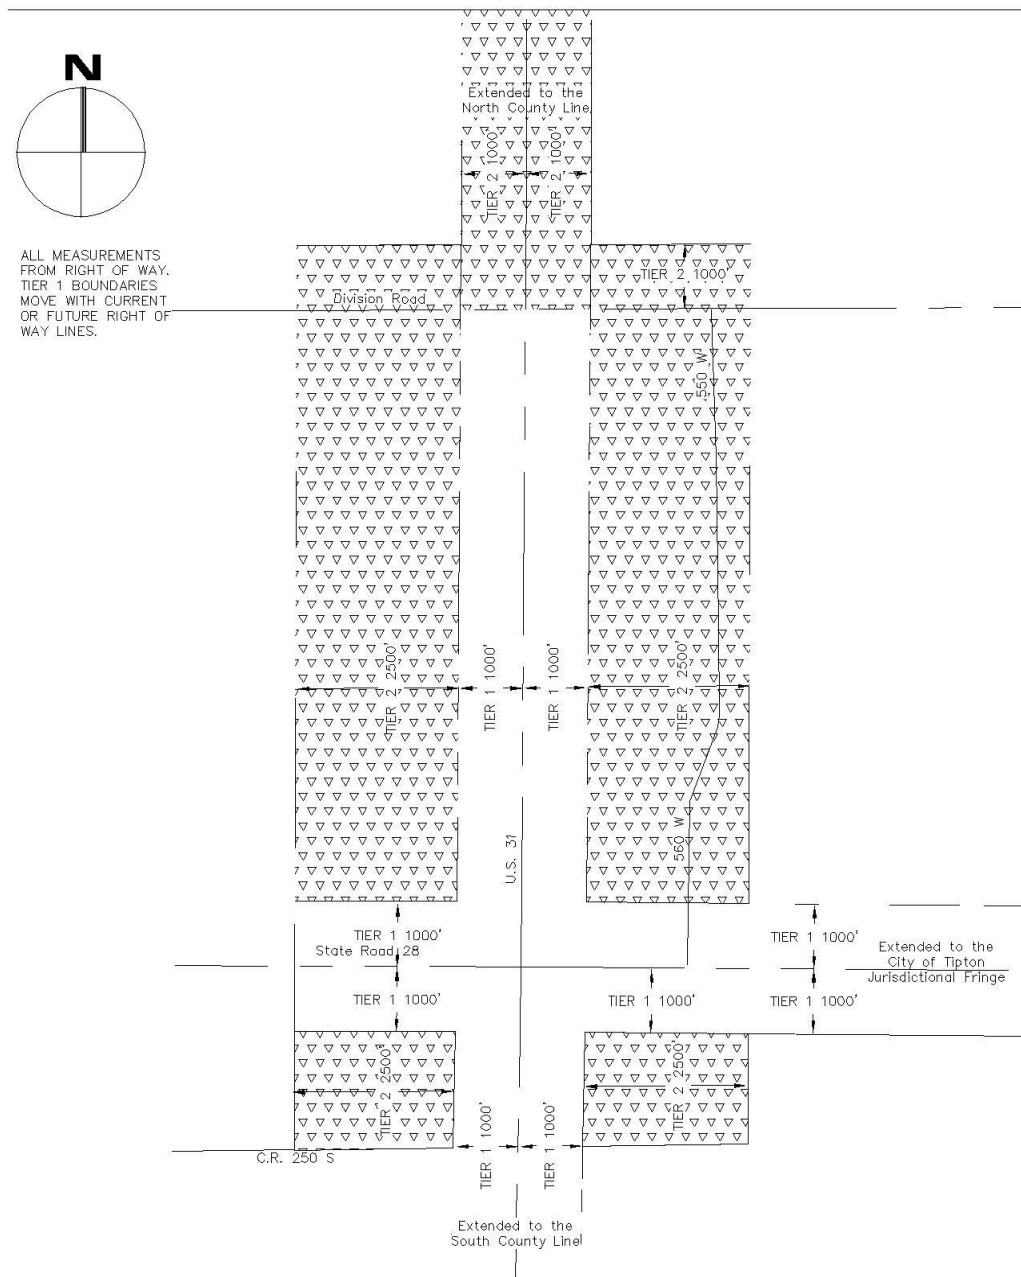 N
Extended to the
North County Line
TIER 2 1000'
TIER 2 1000'
ALL MEASUREMENTS
FROM RIGHT OF WAY.
TIER 1 BOUNDARIES
MOVE WITH CURRENT
OR FUTURE RIGHT OF
WAY LINES.
TIER 2 1000'
Division Road
550 W
TIER 2 2500'
TIER 1 1000'
TIER 1 1000'
TIER 2 2500'
560 W
U.S. 31
TIER 1 1000'
State Road 28
TIER 1 1000'
Extended to the
City of Tipton
Jurisdictional Fringe
TIER 1 1000'
TIER 1 1000'
TIER 1 1000'
TIER 2 2500'
TIER 2 2500'
TIER 1 1000'
TIER 1 1000'
C.R. 250 S
Extended to the
South County Line